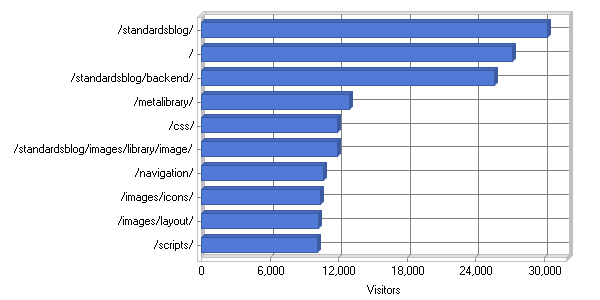 /standardsblog/
/
/standardsblog/backend/
/metalibrary/
/css/
/standardsblog/images/library/image/
/navigation/
/images/icons/
/images/layout/
/scripts/
0 6,000 12,000 18,000 24,000 30,000
Visitors